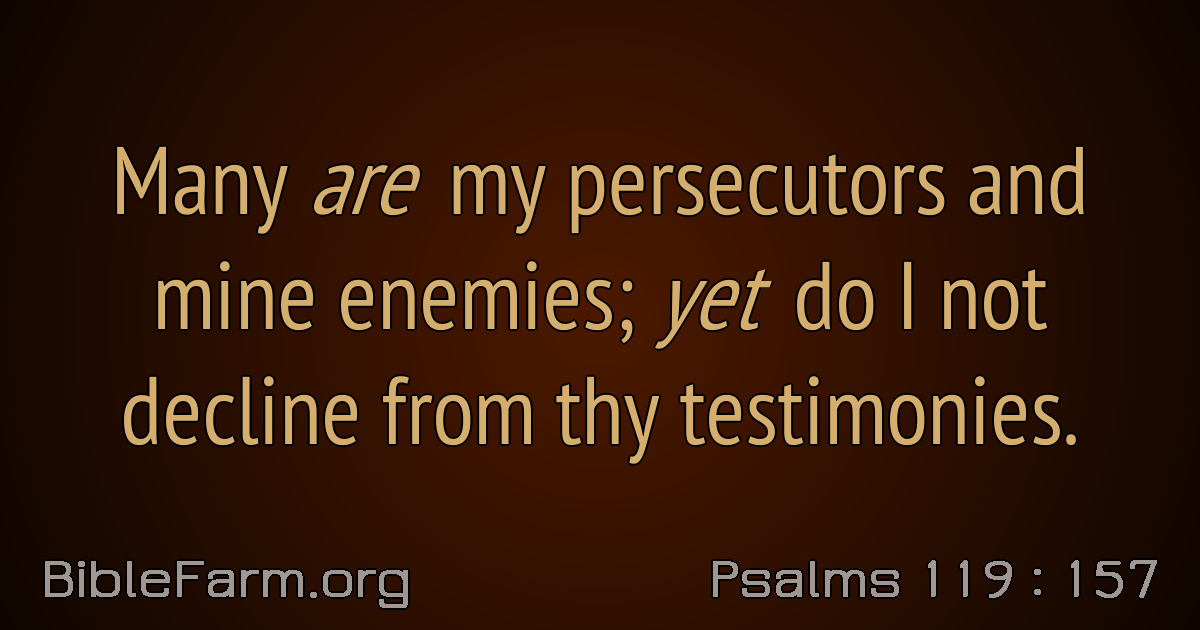 Many are my persecutors and
mine enemies; yet do I not
decline from thy testimonies.
BibleFarm.org
Psalms 119 : 157